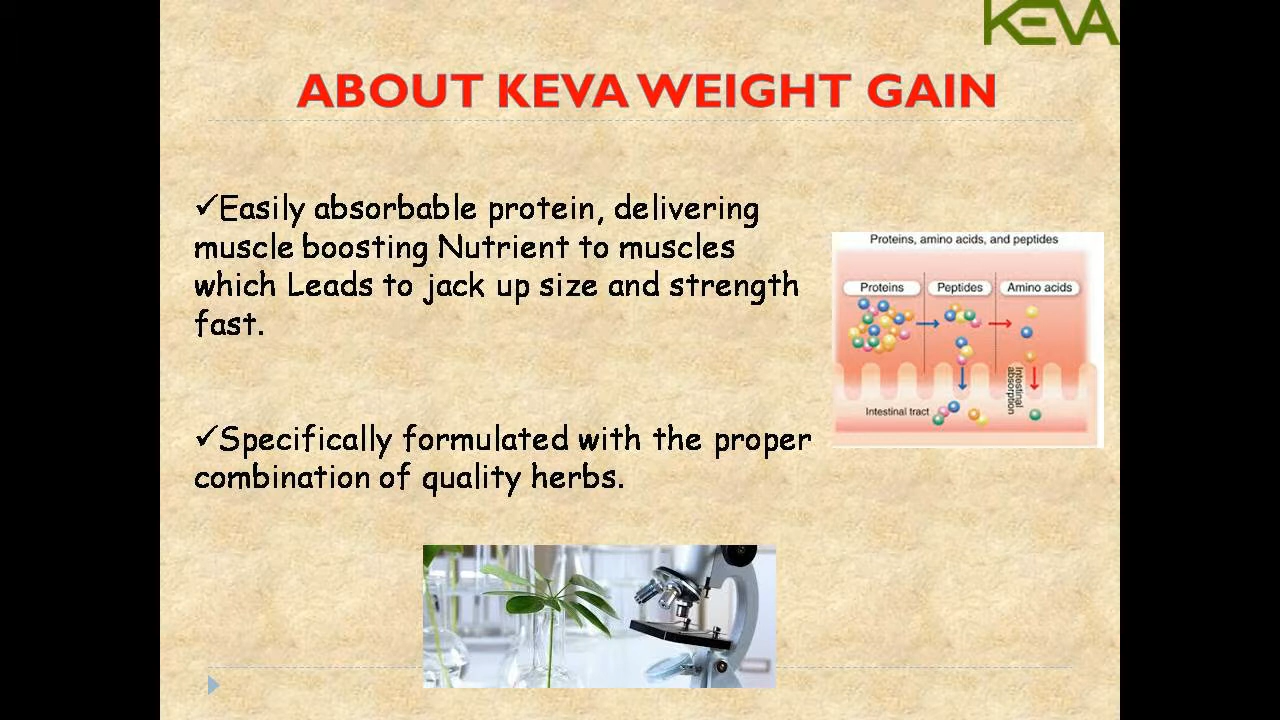 KEVA
ABOUT KEVA WEIGHT GAIN
✓Easily absorbable protein, delivering
muscle boosting Nutrient to muscles
which Leads to jack up size and strength
fast.
✓Specifically formulated with the proper
combination of quality herbs.
Proteins, amino acids, and peptides
Proteins
Peptides
Amino acids
Intestinal
absorption
Intestinal tract